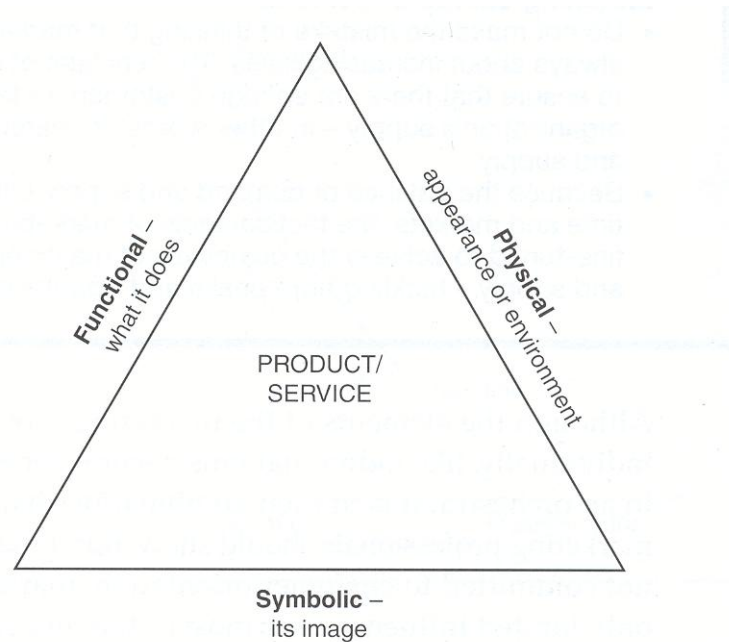 Functional –
what it does
Physical –
appearance or environment
PRODUCT/
SERVICE
Symbolic –
its image